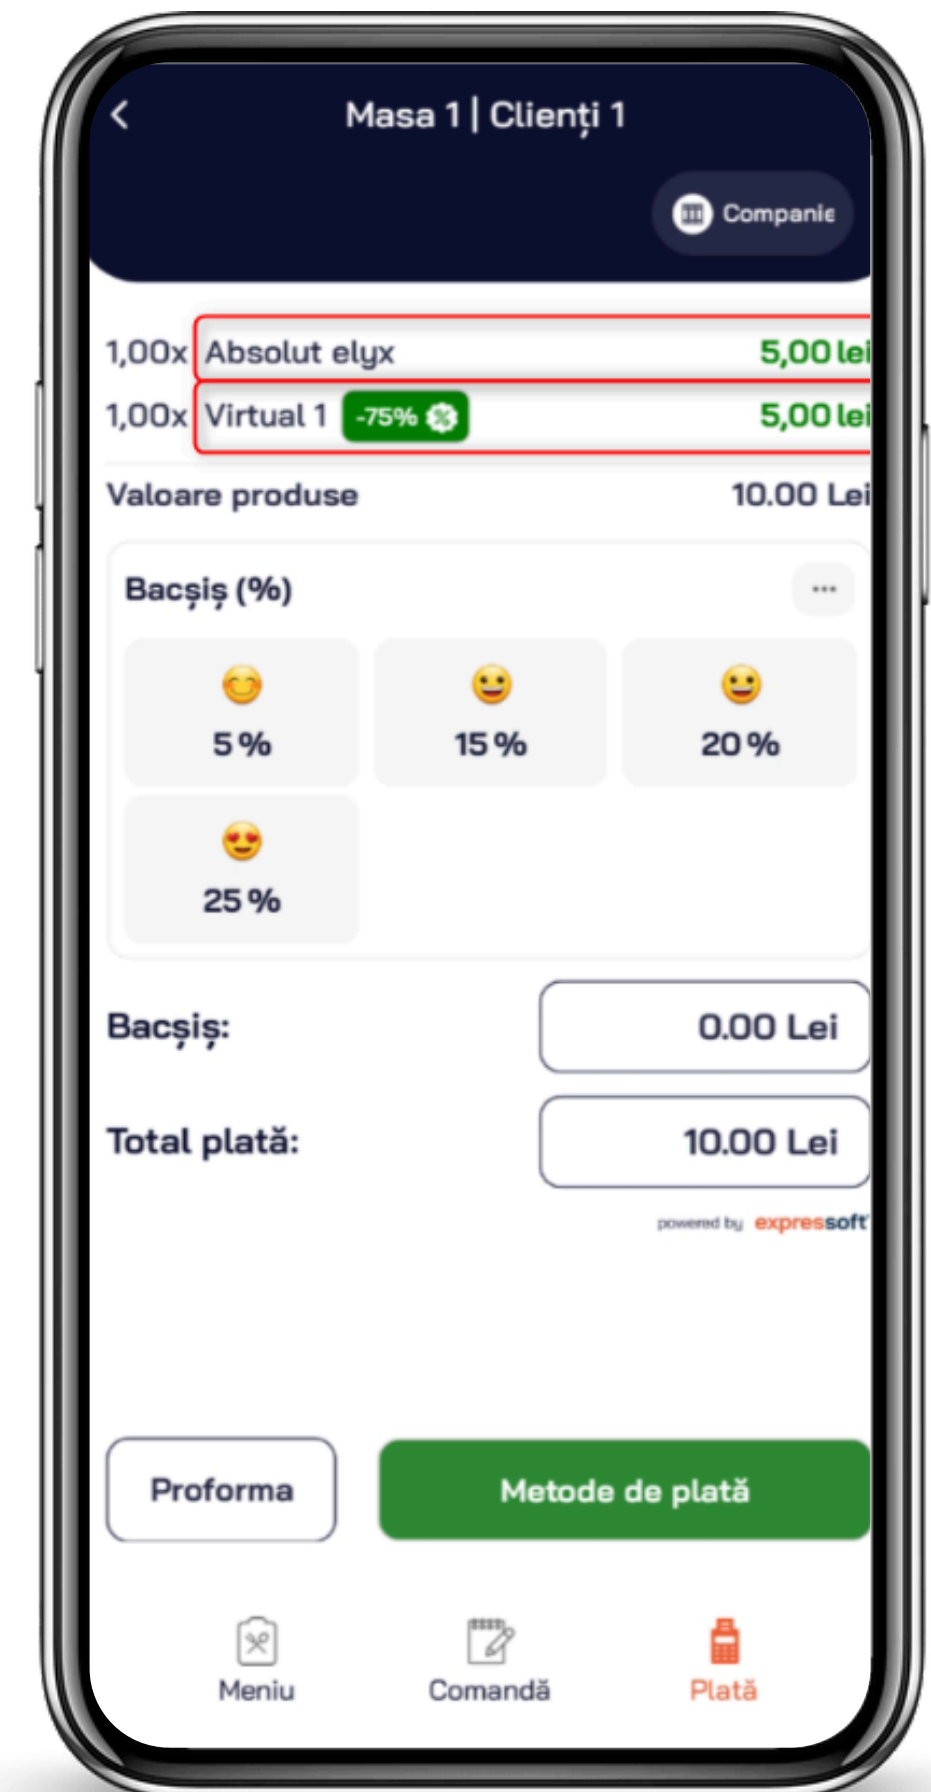 Masa 1 | Clienți 1
Companie
1,00x Absolut elyx 5,00 lei
1,00x Virtual 1 -75% 5,00 lei
Valoare produse 10.00 Lei
Bacșiș (%) ...
5 % 15 % 20 %
25 %
Bacșiș: 0.00 Lei
Total plată: 10.00 Lei
powered by expressoft
Proforma Metode de plată
Meniu Comandă Plată